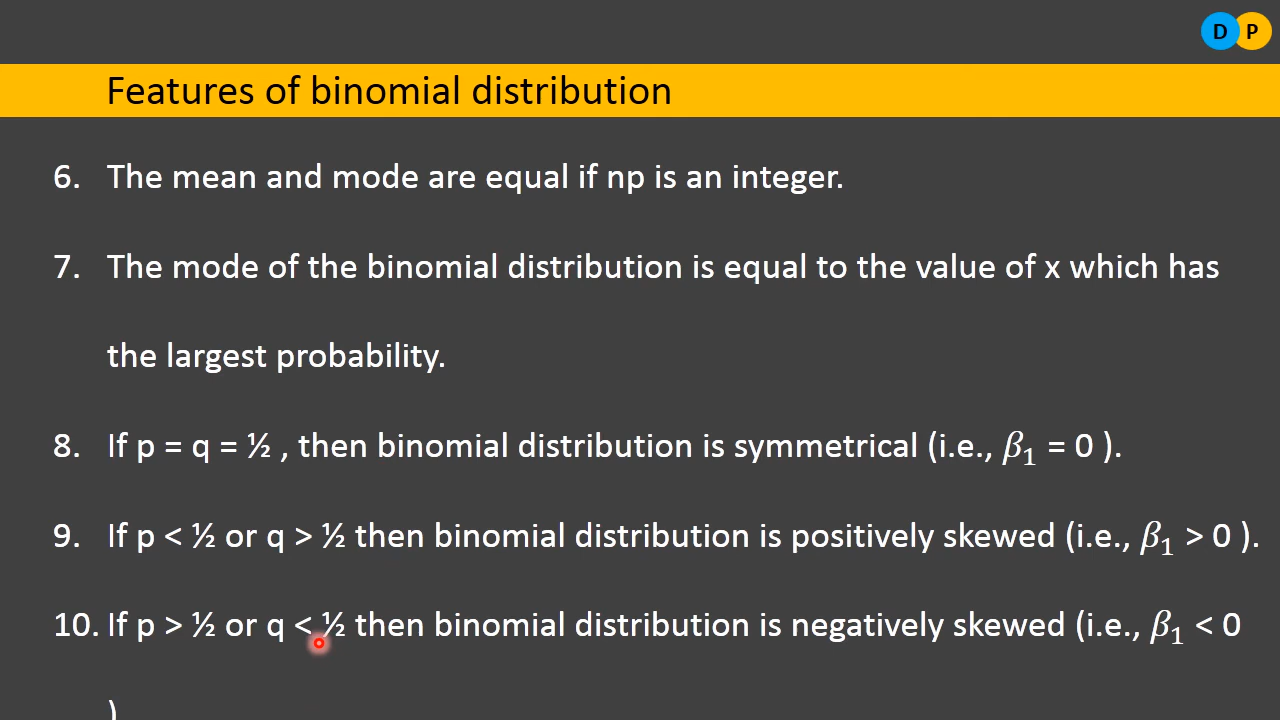 D P
Features of binomial distribution
6. The mean and mode are equal if np is an integer.
7. The mode of the binomial distribution is equal to the value of x which has
the largest probability.
8. If p = q = ½ , then binomial distribution is symmetrical (i.e., 𝛽₁ = 0 ).
9. If p < ½ or q > ½ then binomial distribution is positively skewed (i.e., 𝛽₁ > 0 ).
10. If p > ½ or q < ½ then binomial distribution is negatively skewed (i.e., 𝛽₁ < 0
)